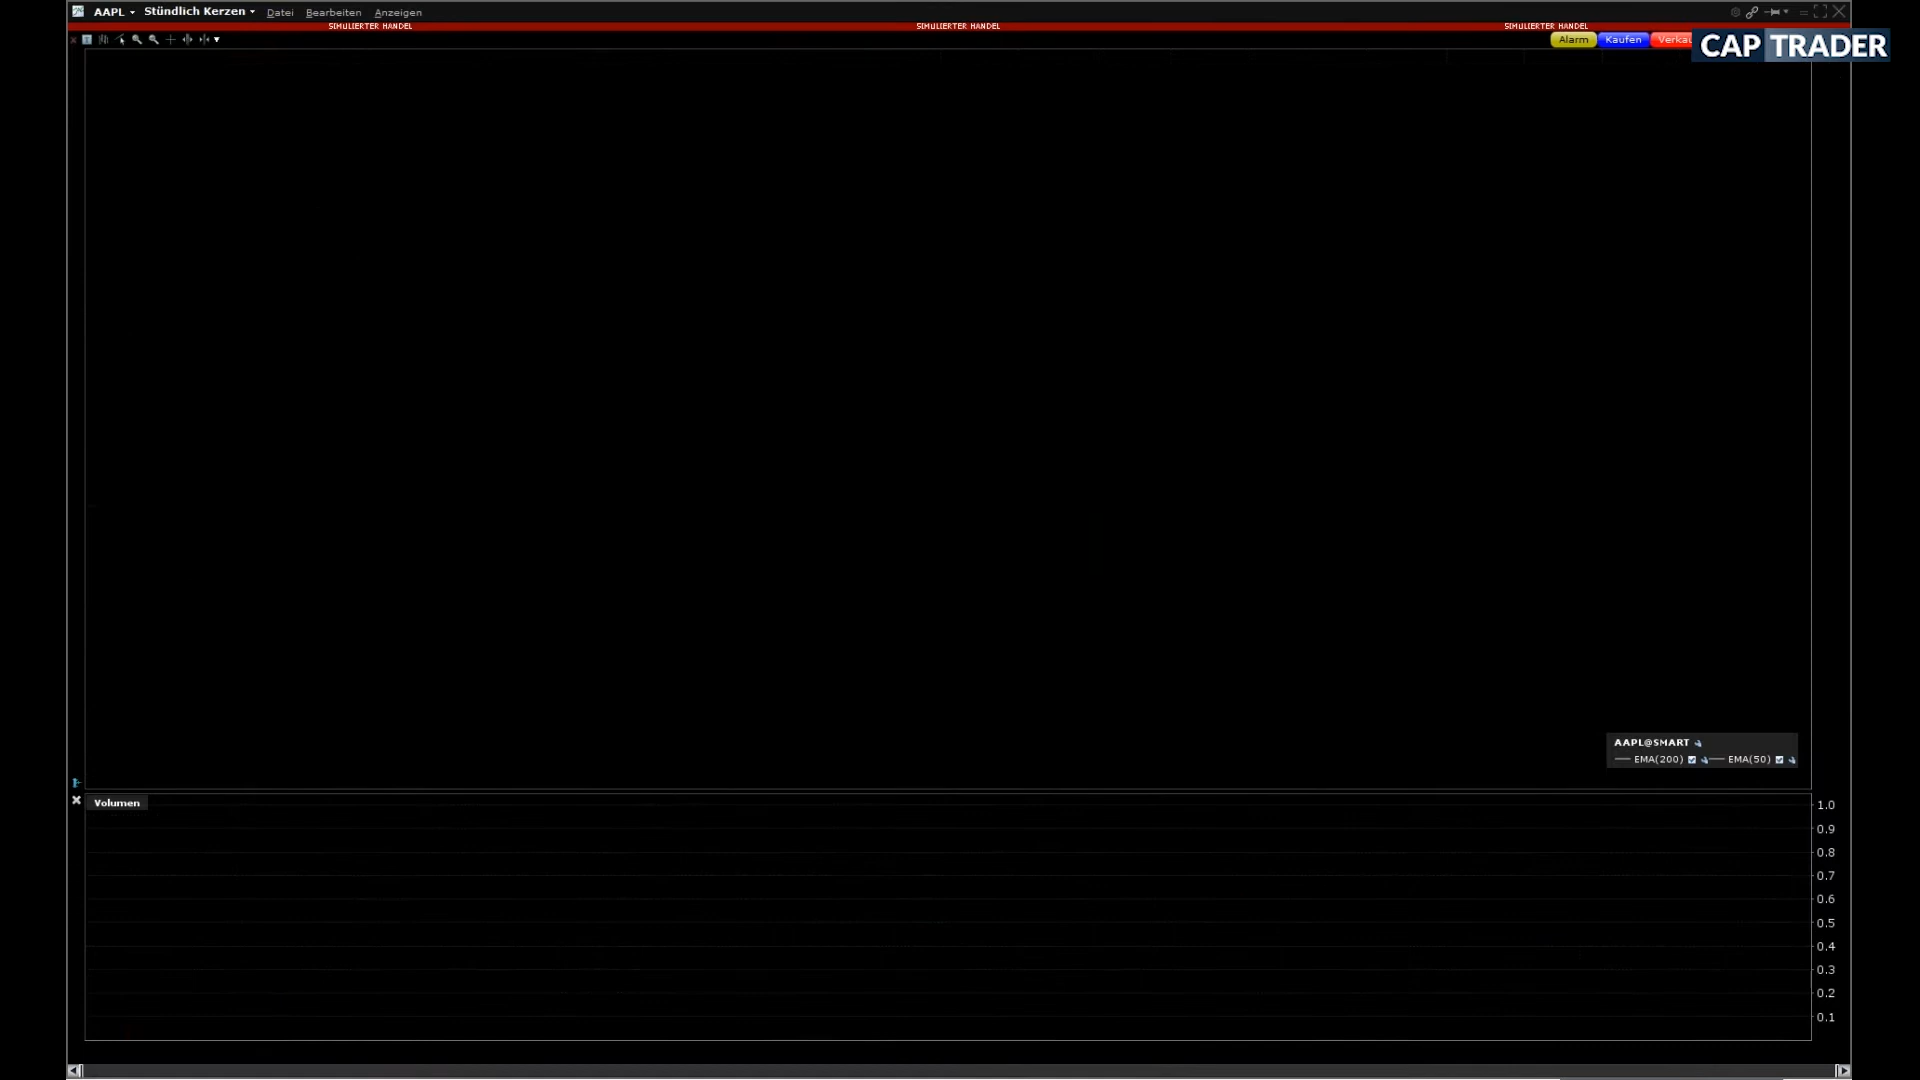 AAPL Stündlich Kerzen Datei Bearbeiten Anzeigen
SIMULIERTER HANDEL SIMULIERTER HANDEL SIMULIERTER HANDEL
Alarm Kaufen Verkau
CAP TRADER
AAPL@SMART
EMA(200) EMA(50)
Volumen
1.0
0.9
0.8
0.7
0.6
0.5
0.4
0.3
0.2
0.1